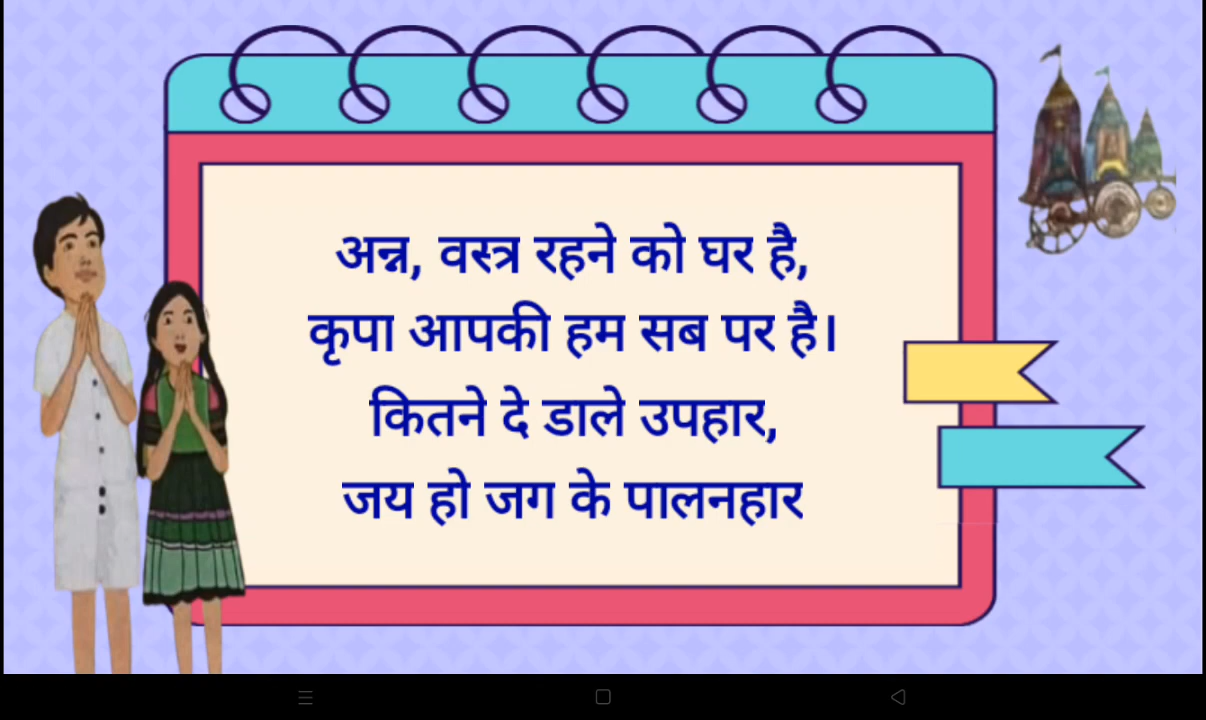 अन्न, वस्त्र रहने को घर है,
कृपा आपकी हम सब पर है।
कितने दे डाले उपहार,
जय हो जग के पालनहार